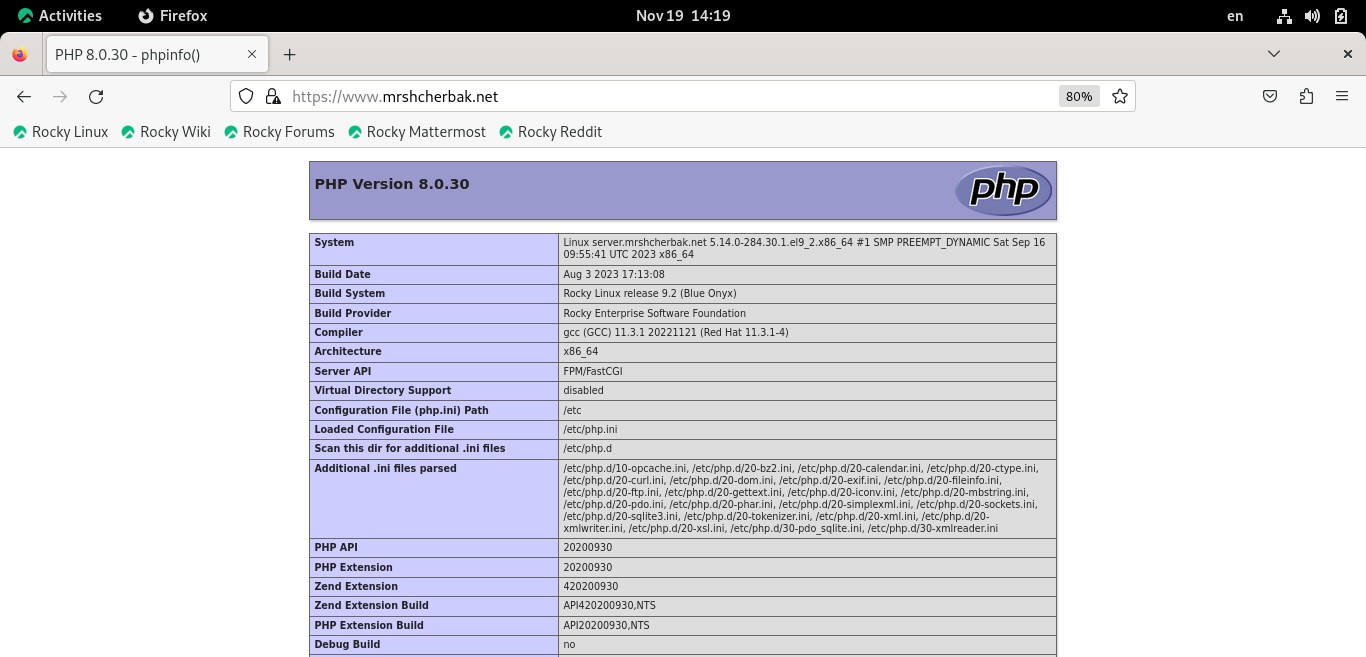 Activities Firefox Nov 19 14:19 en
PHP 8.0.30 - phpinfo()
https://www.mrshcherbak.net 80%
Rocky Linux Rocky Wiki Rocky Forums Rocky Mattermost Rocky Reddit
PHP Version 8.0.30 php
System Linux server.mrshcherbak.net 5.14.0-284.30.1.el9_2.x86_64 #1 SMP PREEMPT_DYNAMIC Sat Sep 16
09:55:41 UTC 2023 x86_64
Build Date Aug 3 2023 17:13:08
Build System Rocky Linux release 9.2 (Blue Onyx)
Build Provider Rocky Enterprise Software Foundation
Compiler gcc (GCC) 11.3.1 20221121 (Red Hat 11.3.1-4)
Architecture x86_64
Server API FPM/FastCGI
Virtual Directory Support disabled
Configuration File (php.ini) Path /etc
Loaded Configuration File /etc/php.ini
Scan this dir for additional .ini files /etc/php.d
Additional .ini files parsed /etc/php.d/10-opcache.ini, /etc/php.d/20-bz2.ini, /etc/php.d/20-calendar.ini, /etc/php.d/20-ctype.ini,
/etc/php.d/20-curl.ini, /etc/php.d/20-dom.ini, /etc/php.d/20-exif.ini, /etc/php.d/20-fileinfo.ini,
/etc/php.d/20-ftp.ini, /etc/php.d/20-gettext.ini, /etc/php.d/20-iconv.ini, /etc/php.d/20-mbstring.ini,
/etc/php.d/20-pdo.ini, /etc/php.d/20-phar.ini, /etc/php.d/20-simplexml.ini, /etc/php.d/20-sockets.ini,
/etc/php.d/20-sqlite3.ini, /etc/php.d/20-tokenizer.ini, /etc/php.d/20-xml.ini, /etc/php.d/20-
xmlwriter.ini, /etc/php.d/20-xsl.ini, /etc/php.d/30-pdo_sqlite.ini, /etc/php.d/30-xmlreader.ini
PHP API 20200930
PHP Extension 20200930
Zend Extension 420200930
Zend Extension Build API420200930,NTS
PHP Extension Build API20200930,NTS
Debug Build no